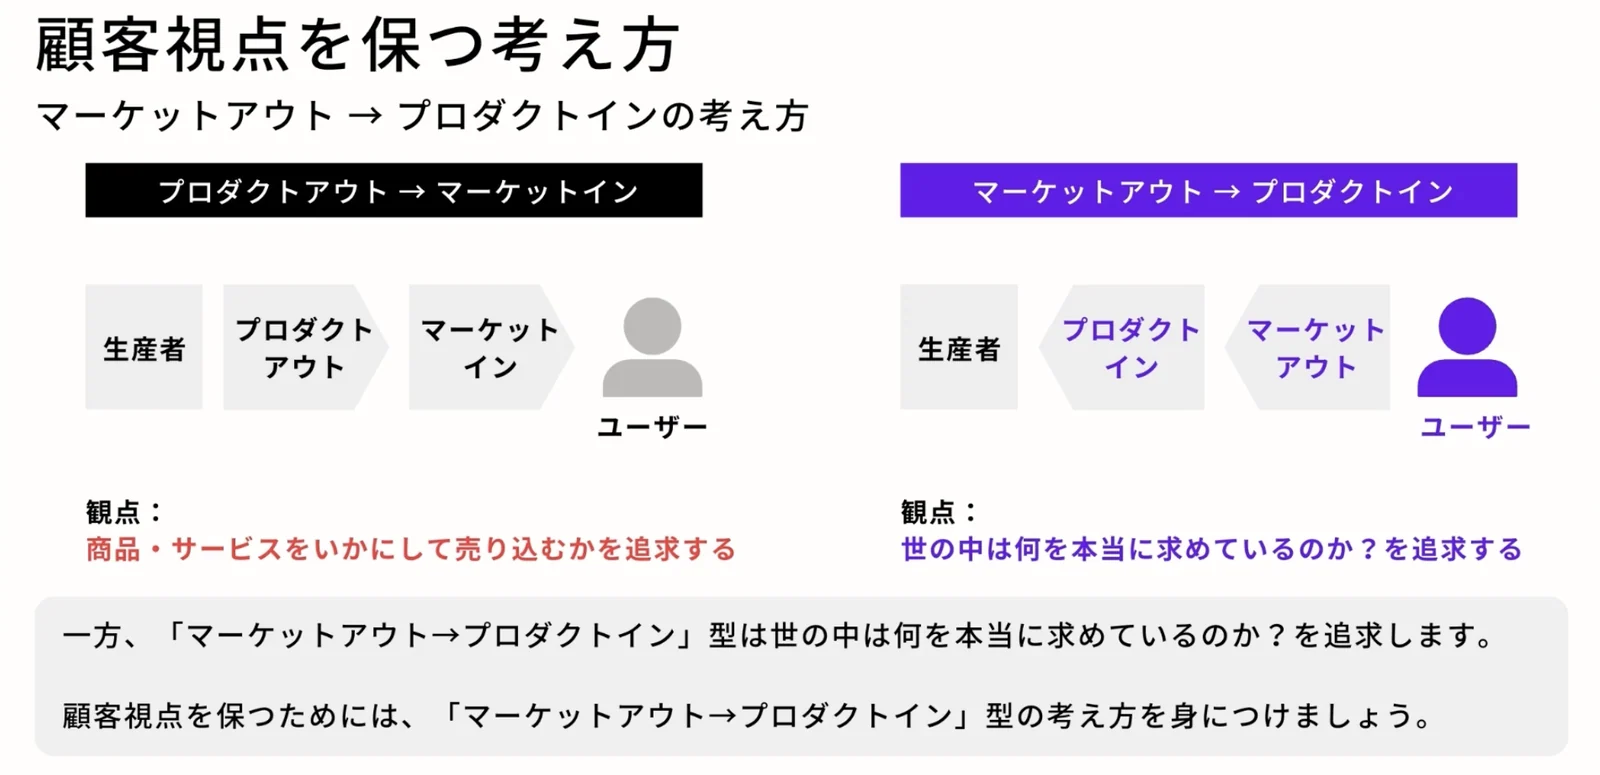 顧客視点を保つ考え方
マーケットアウト → プロダクトインの考え方
プロダクトアウト → マーケットイン
生産者
プロダクト
アウト
マーケット
イン
ユーザー
観点：
商品・サービスをいかにして売り込むかを追求する
マーケットアウト → プロダクトイン
生産者
プロダクト
イン
マーケット
アウト
ユーザー
観点：
世の中は何を本当に求めているのか？を追求する
一方、「マーケットアウト→プロダクトイン」型は世の中は何を本当に求めているのか？を追求します。
顧客視点を保つためには、「マーケットアウト→プロダクトイン」型の考え方を身につけましょう。